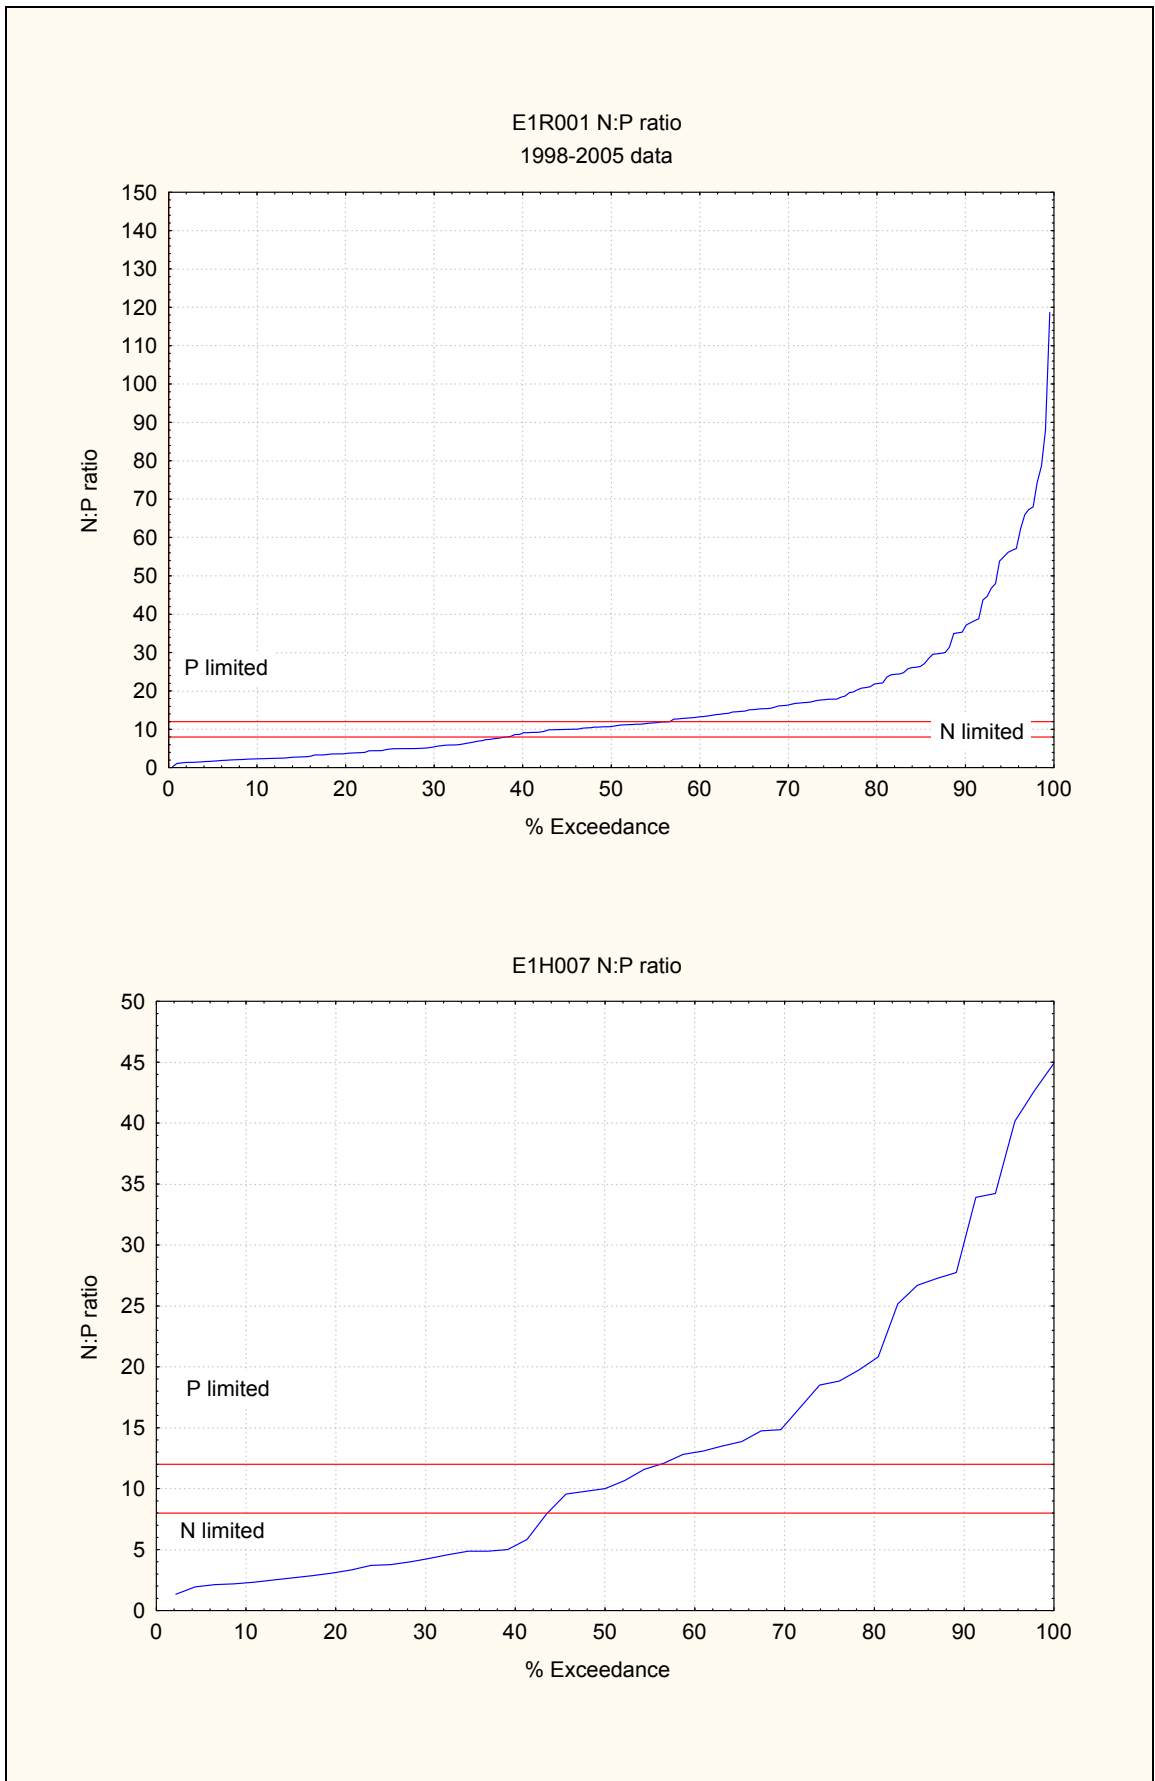 E1R001 N:P ratio
1998-2005 data
150
140
130
120
110
100
90
80
70
60
50
40
30
20
10
0
N:P ratio
P limited
N limited
0 10 20 30 40 50 60 70 80 90 100
% Exceedance
E1H007 N:P ratio
50
45
40
35
30
25
20
15
10
5
0
N:P ratio
P limited
N limited
0 10 20 30 40 50 60 70 80 90 100
% Exceedance